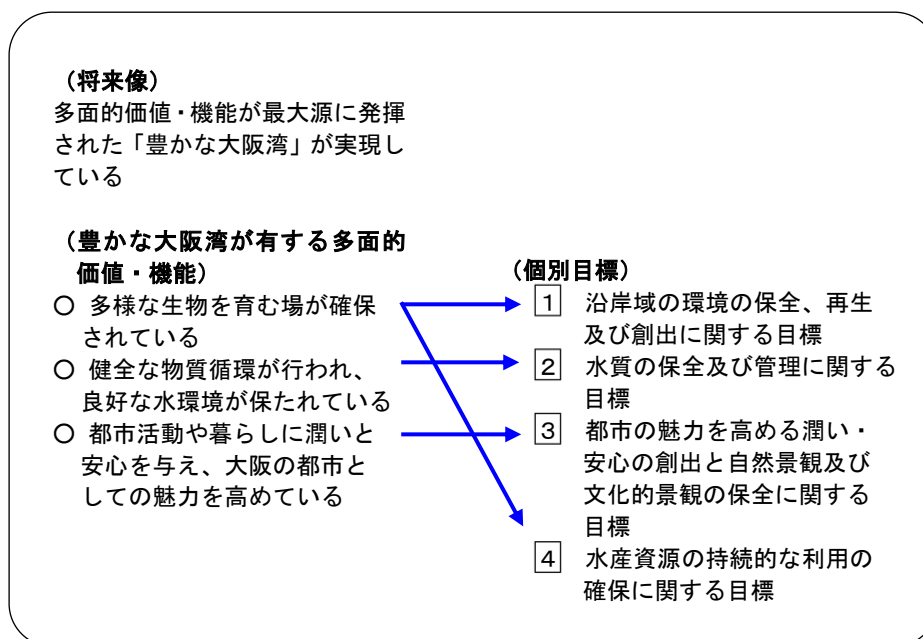 （将来像）
多面的価値・機能が最大源に発揮
された「豊かな大阪湾」が実現し
ている
（豊かな大阪湾が有する多面的
価値・機能）
○ 多様な生物を育む場が確保
されている
○ 健全な物質循環が行われ、
良好な水環境が保たれている
○ 都市活動や暮らしに潤いと
安心を与え、大阪の都市と
しての魅力を高めている
（個別目標）
1 沿岸域の環境の保全、再生
及び創出に関する目標
2 水質の保全及び管理に関する
目標
3 都市の魅力を高める潤い・
安心の創出と自然景観及び
文化的景観の保全に関する
目標
4 水産資源の持続的な利用の
確保に関する目標